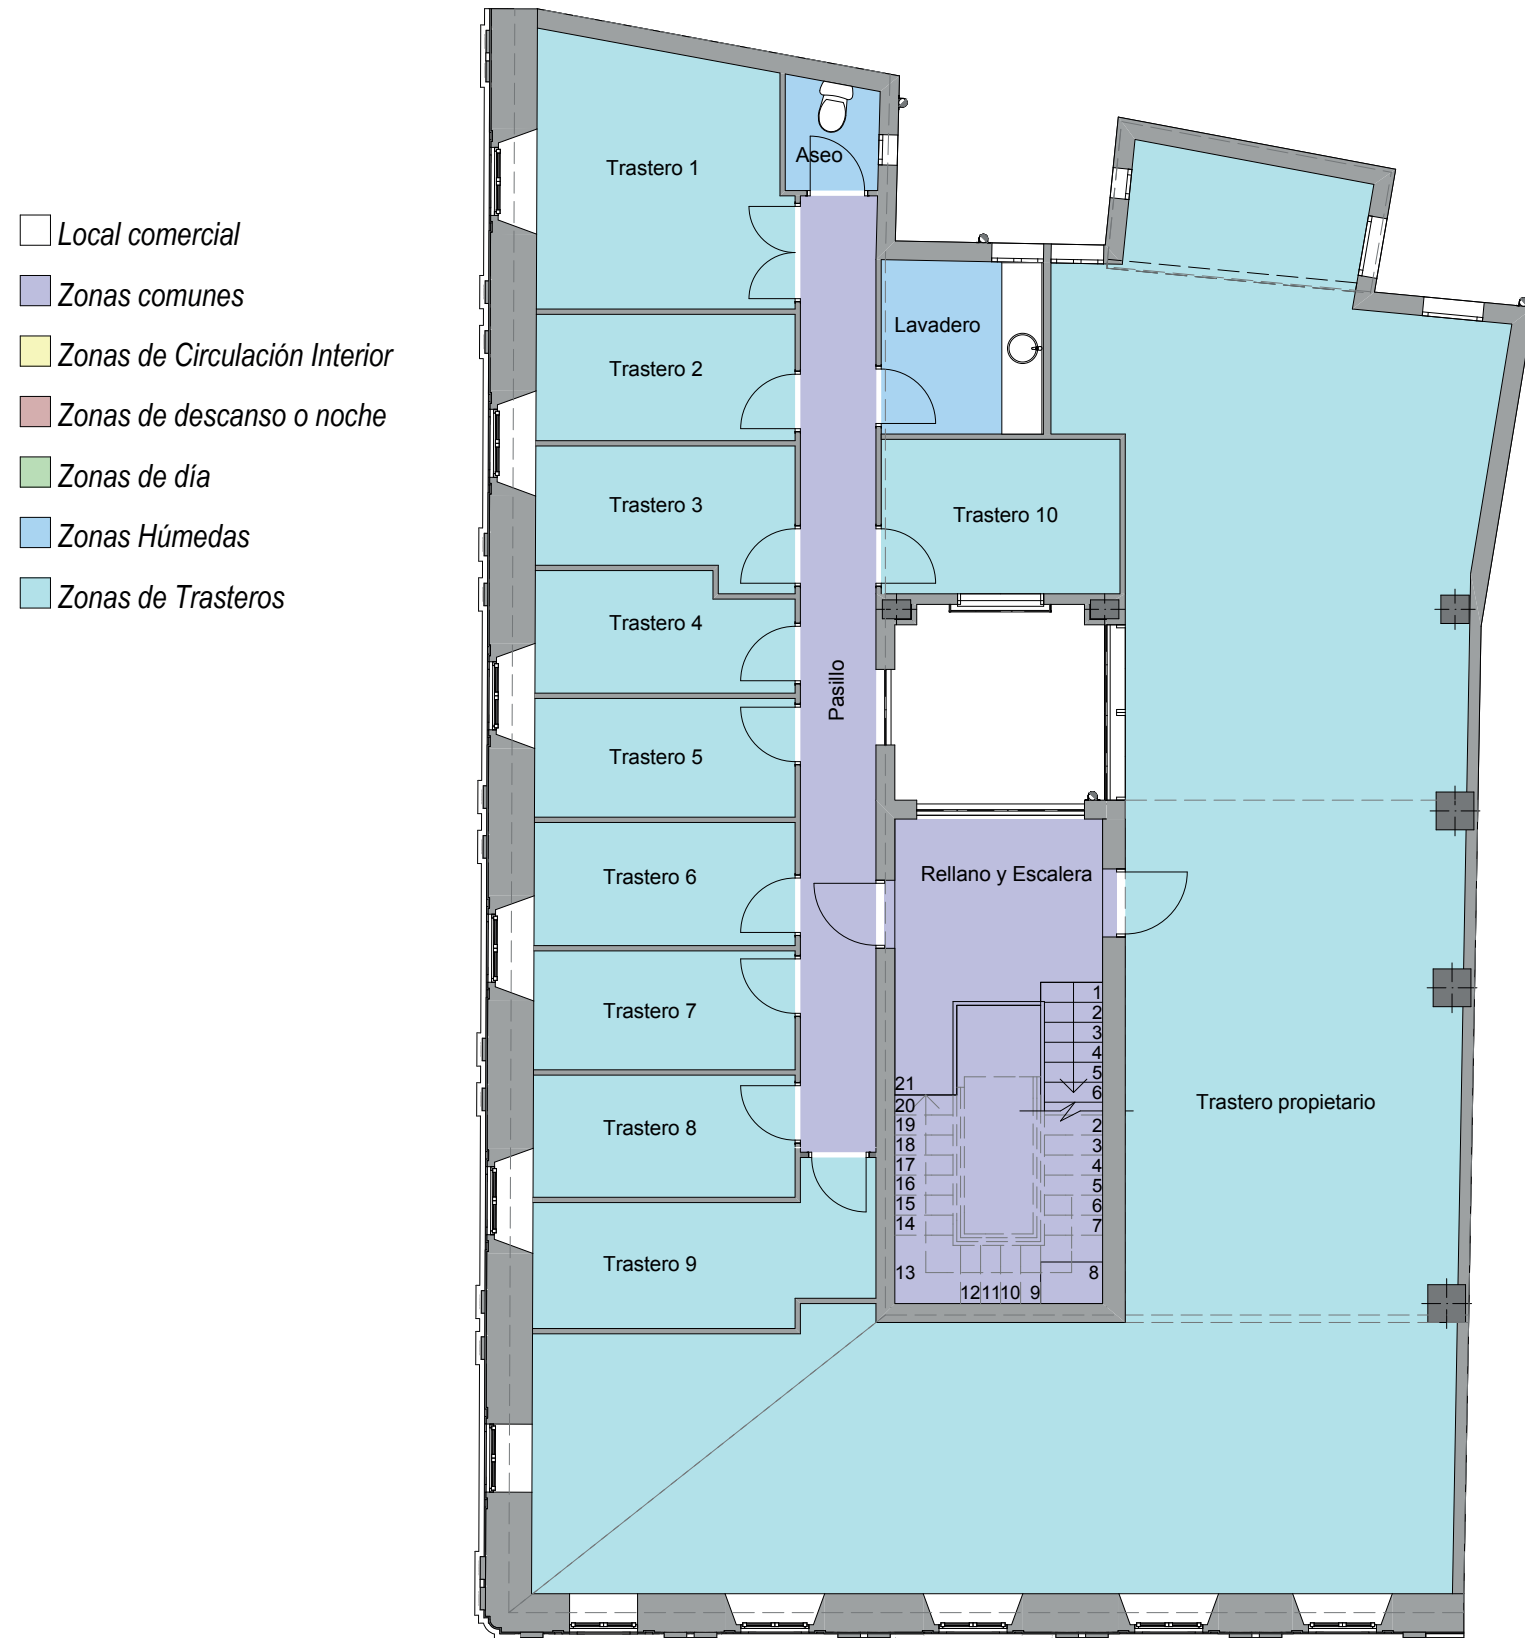 Local comercial
Zonas comunes
Zonas de Circulación Interior
Zonas de descanso o noche
Zonas de día
Zonas Húmedas
Zonas de Trasteros
Aseo
Trastero 1
Lavadero
Trastero 2
Trastero 3
Trastero 10
Trastero 4
Pasillo
Trastero 5
Trastero 6
Rellano y Escalera
Trastero 7
Trastero 8
Trastero 9
Trastero propietario
1
2
3
4
5
6
21
20
19
18
17
16
15
14
13
12
11
10
9
8
2
3
4
5
6
7